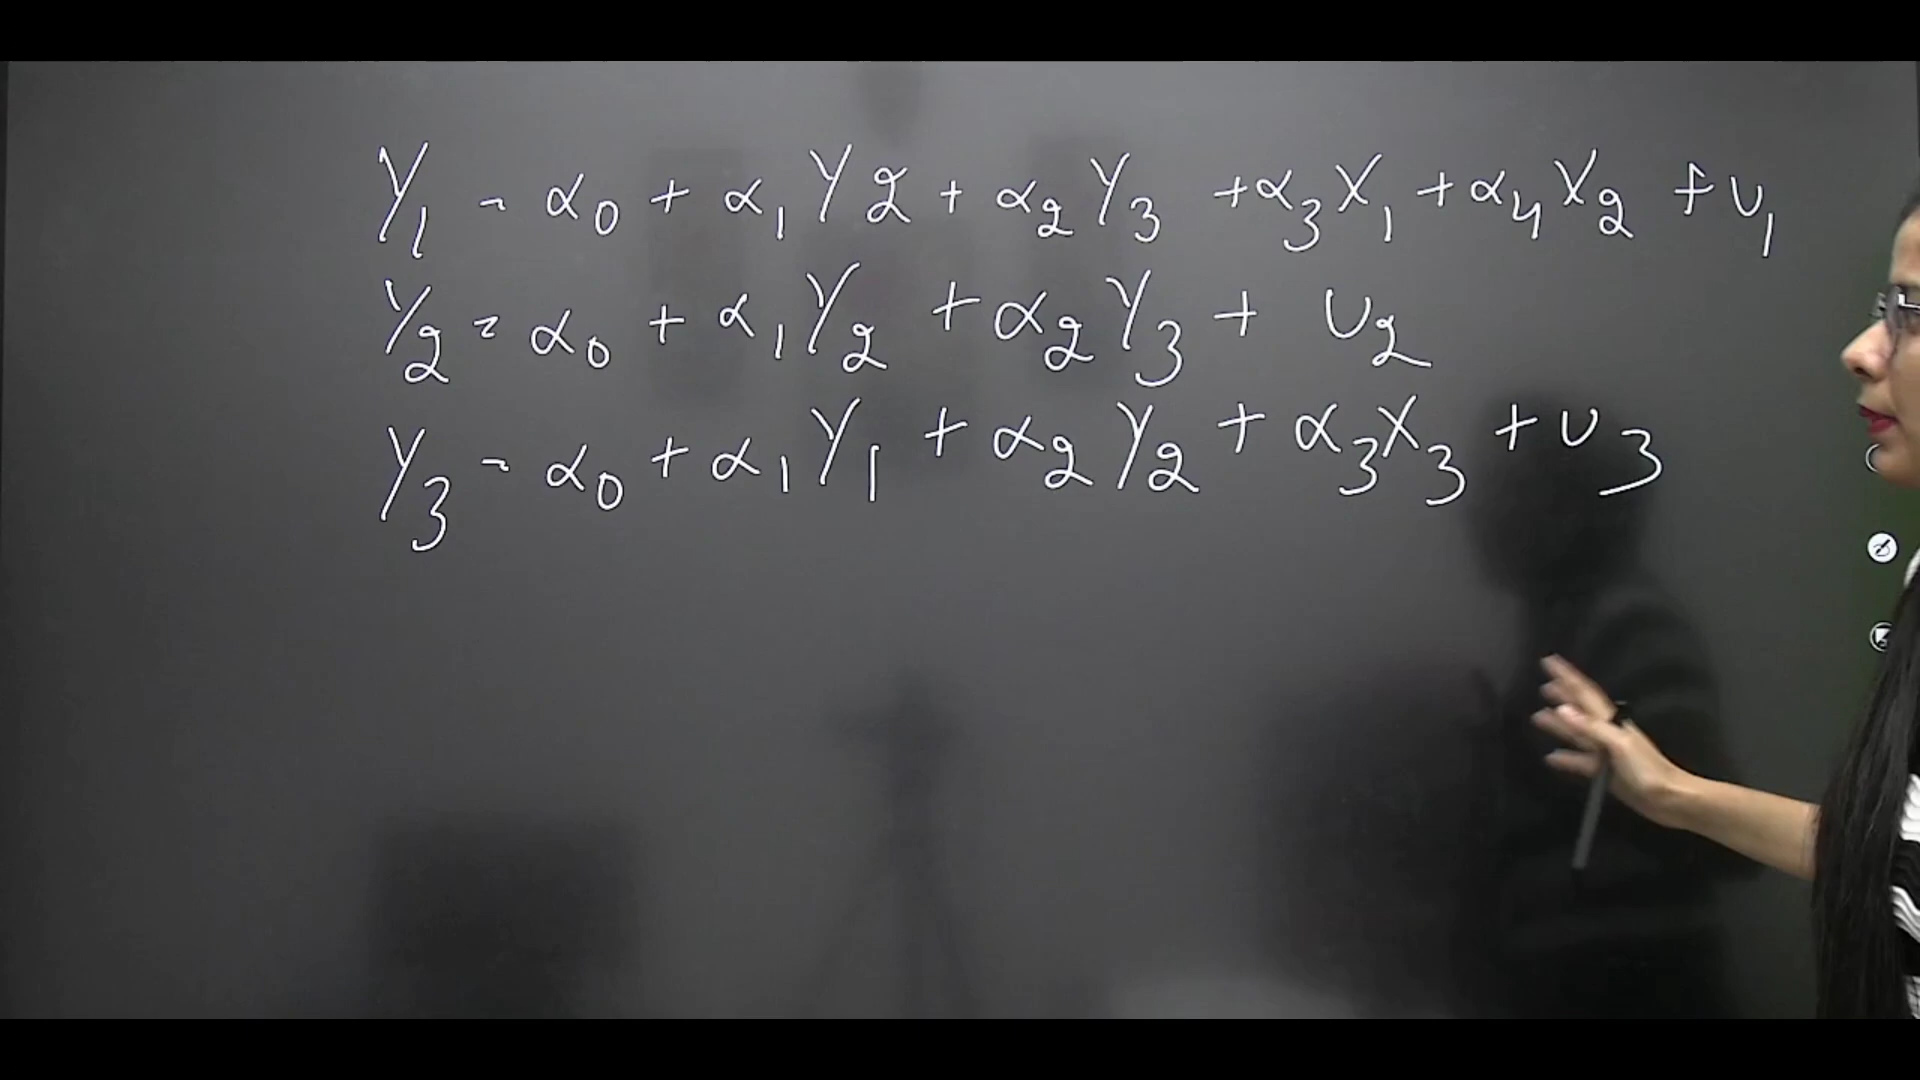 Y₁ = α₀ + α₁ Y₂ + α₂ Y₃ + α₃ X₁ + α₄ X₂ + U₁
Y₂ = α₀ + α₁ Y₂ + α₂ Y₃ + U₂
Y₃ = α₀ + α₁ Y₁ + α₂ Y₂ + α₃ X₃ + U₃